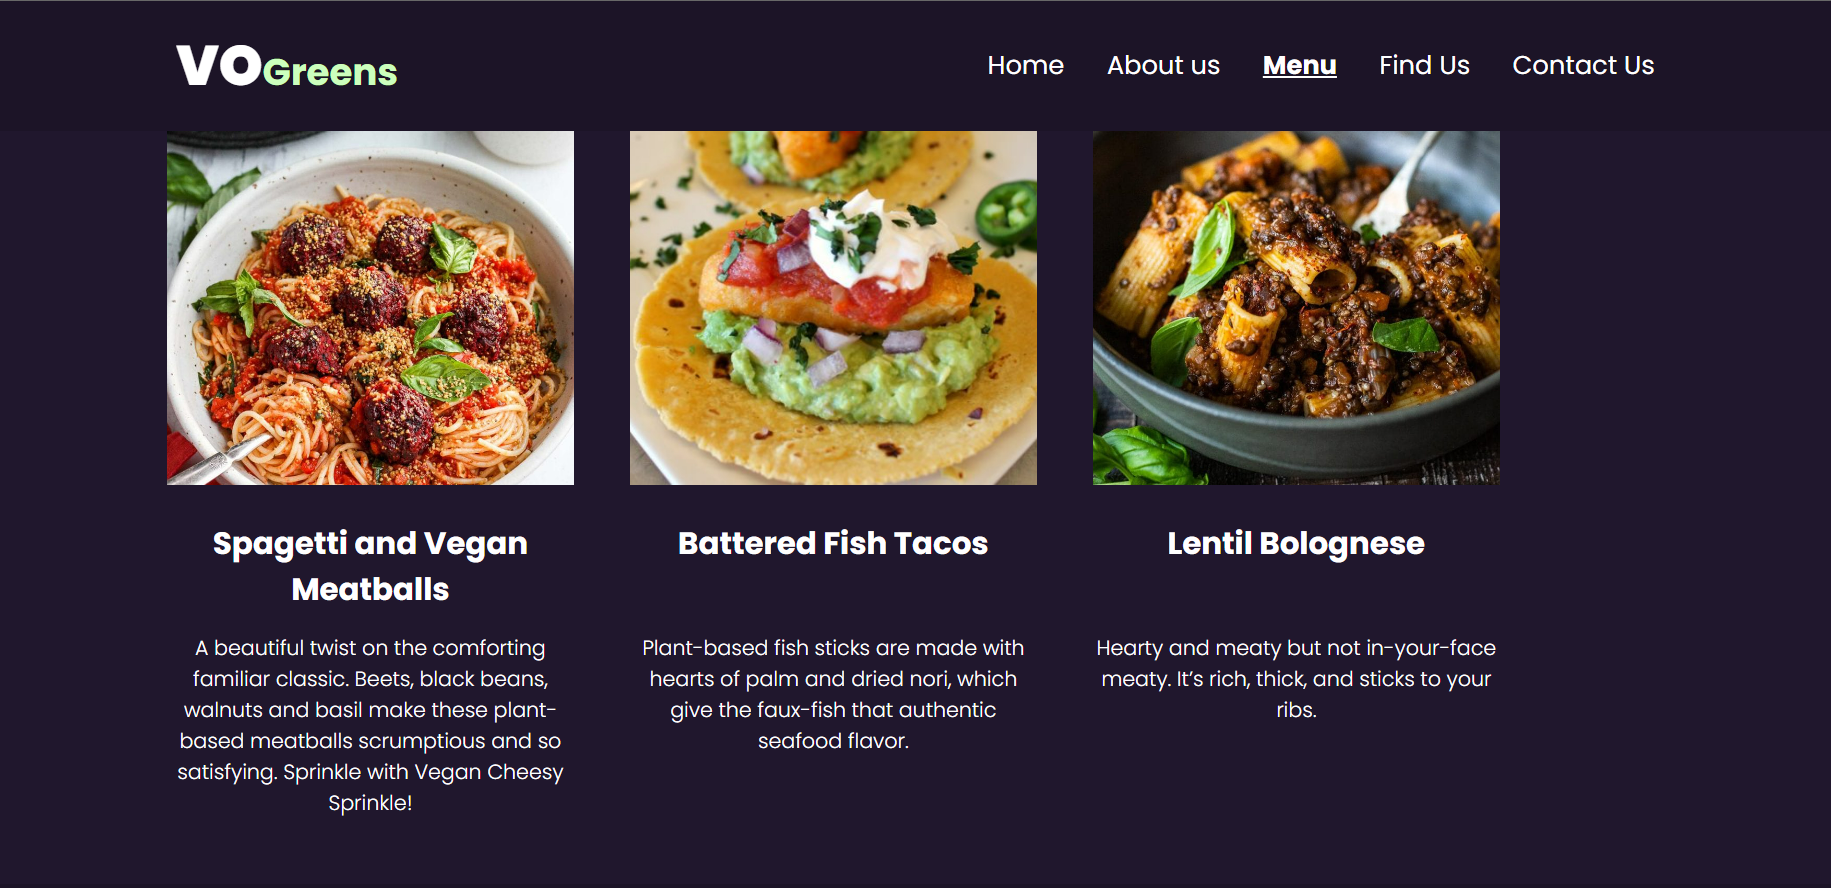 VOGreens
Home About us Menu Find Us Contact Us
Spagetti and Vegan
Meatballs
A beautiful twist on the comforting
familiar classic. Beets, black beans,
walnuts and basil make these plant-
based meatballs scrumptious and so
satisfying. Sprinkle with Vegan Cheesy
Sprinkle!
Battered Fish Tacos
Plant-based fish sticks are made with
hearts of palm and dried nori, which
give the faux-fish that authentic
seafood flavor.
Lentil Bolognese
Hearty and meaty but not in-your-face
meaty. It's rich, thick, and sticks to your
ribs.